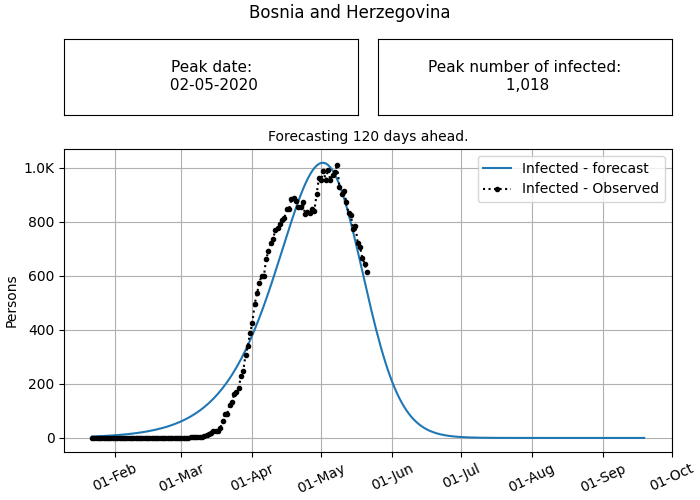 Bosnia and Herzegovina
Peak date:
02-05-2020
Peak number of infected:
1,018
Forecasting 120 days ahead.
Infected - forecast
Infected - Observed
Persons
1.0K
800
600
400
200
0
01-Feb
01-Mar
01-Apr
01-May
01-Jun
01-Jul
01-Aug
01-Sep
01-Oct